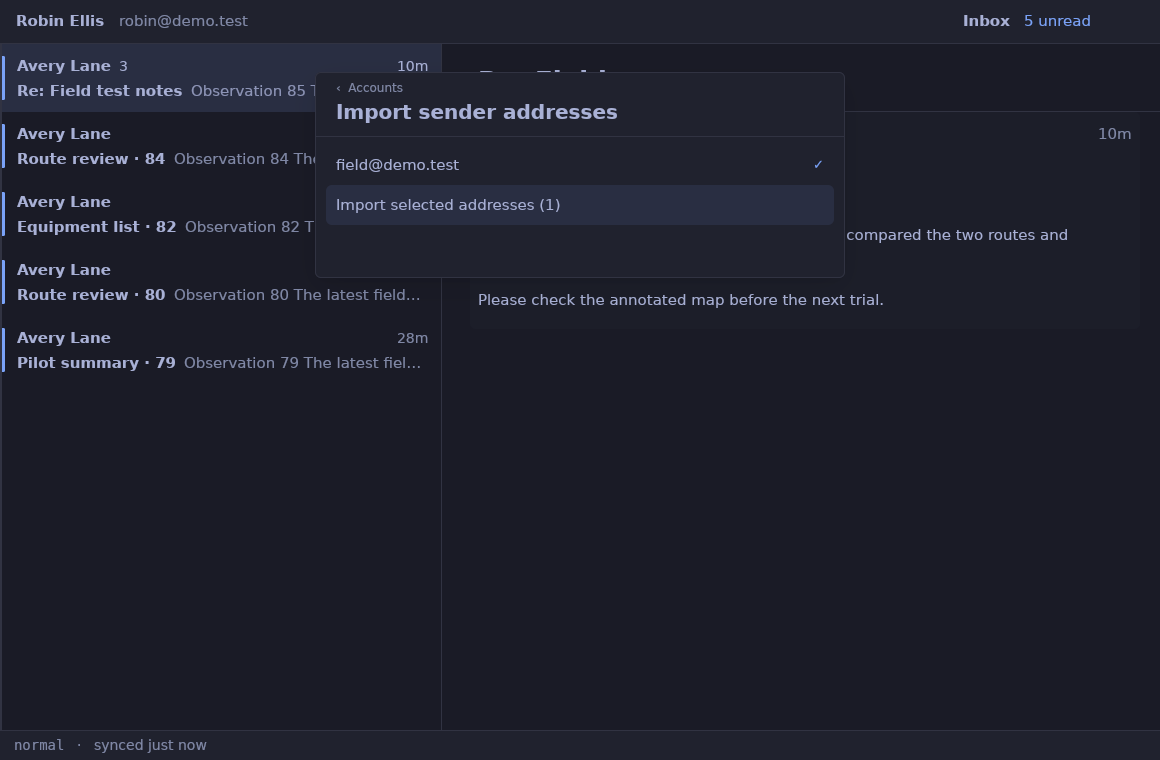 Robin Ellis robin@demo.test
Inbox 5 unread
Avery Lane 3 10m
Re: Field test notes Observation 85
Avery Lane
Route review · 84 Observation 84 The
Avery Lane
Equipment list · 82 Observation 82
Avery Lane
Route review · 80 Observation 80 The latest field…
Avery Lane 28m
Pilot summary · 79 Observation 79 The latest fiel…
‹ Accounts
Import sender addresses
field@demo.test ✓
Import selected addresses (1)
10m
compared the two routes and
Please check the annotated map before the next trial.
normal · synced just now